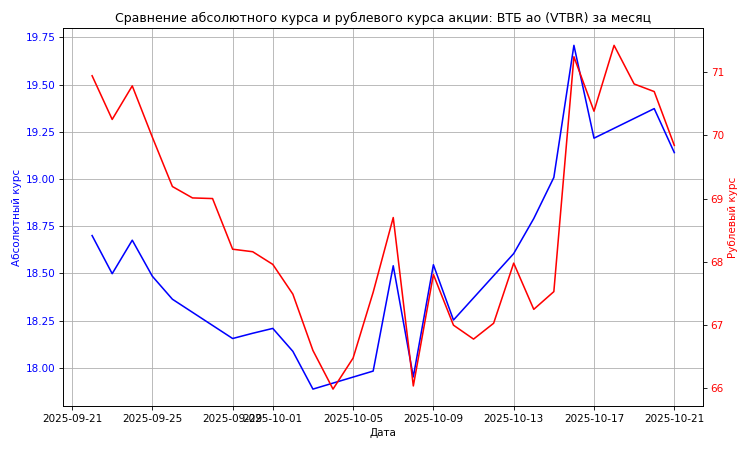 Сравнение абсолютного курса и рублевого курса акции: ВТБ ао (VTBR) за месяц
19.75
19.50
19.25
19.00
18.75
18.50
18.25
18.00
Абсолютный курс
71
70
69
68
67
66
Рублевый курс
2025-09-21 2025-09-25 2025-09-29 2025-10-01 2025-10-05 2025-10-09 2025-10-13 2025-10-17 2025-10-21
Дата